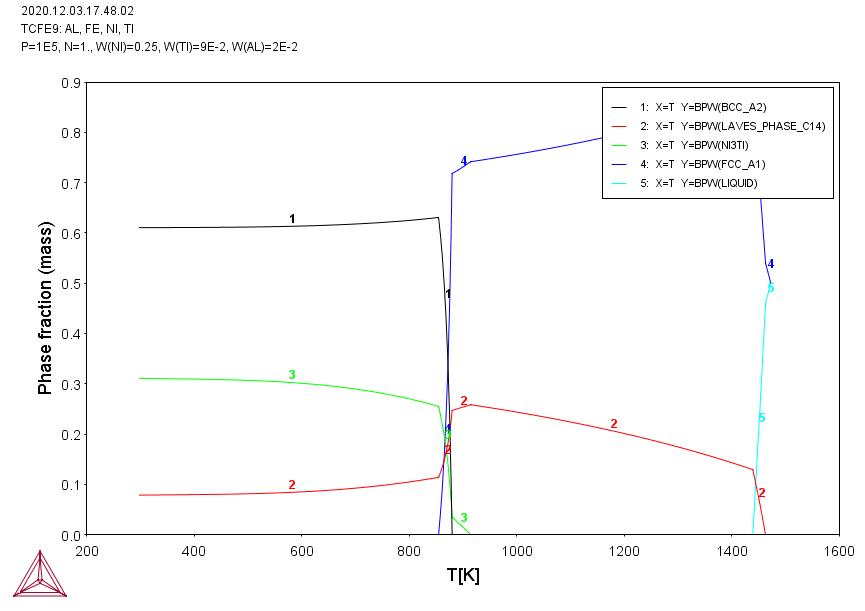 2020.12.03.17.48.02
TCFE9: AL, FE, NI, TI
P=1E5, N=1., W(NI)=0.25, W(TI)=9E-2, W(AL)=2E-2
1: X=T Y=BPW(BCC_A2)
2: X=T Y=BPW(LAVES_PHASE_C14)
3: X=T Y=BPW(NI3TI)
4: X=T Y=BPW(FCC_A1)
5: X=T Y=BPW(LIQUID)
Phase fraction (mass)
0.9
0.8
0.7
0.6
0.5
0.4
0.3
0.2
0.1
0.0
4
1
4
1
5
3
2
2
5
4
3
2
2
2
3
200 400 600 800 1000 1200 1400 1600
T[K]